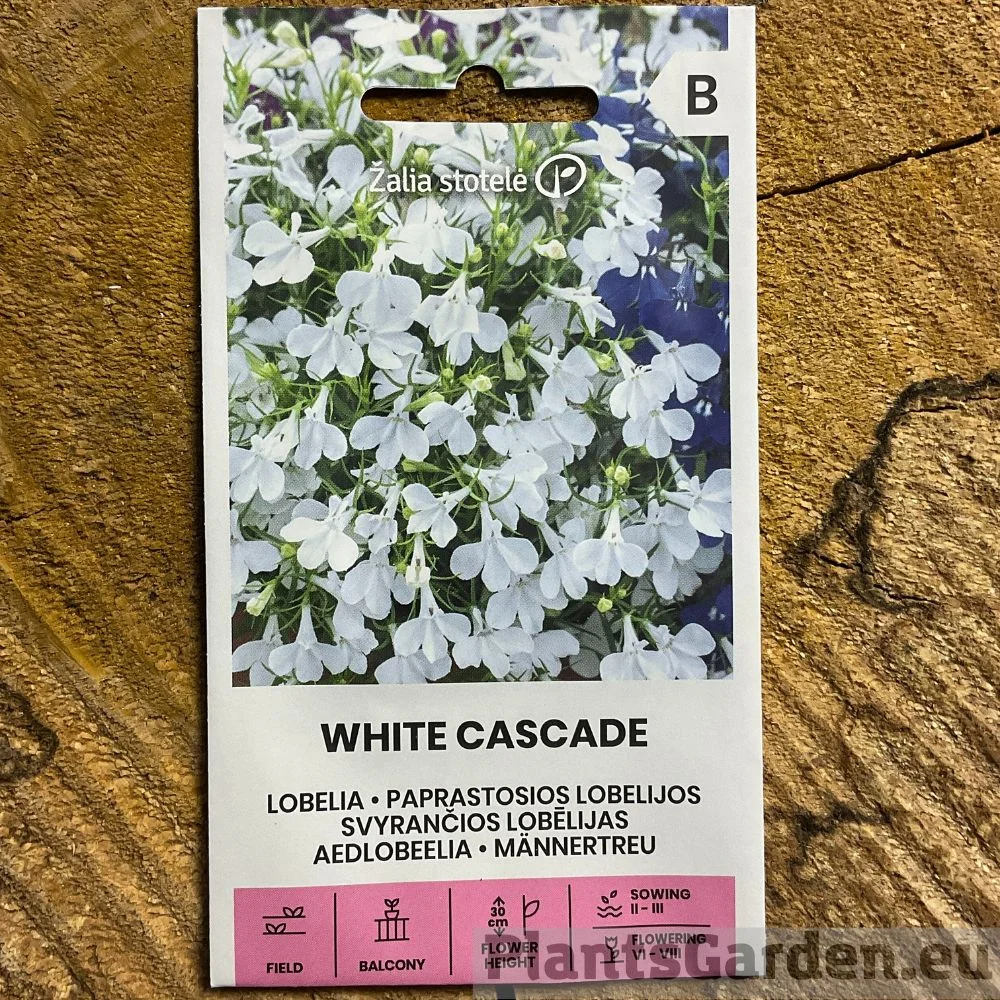 B
Žalia stotelė
WHITE CASCADE
LOBELIA • PAPRASTOSIOS LOBELIJOS
SVYRANČIOS LOBĒLIJAS
AEDLOBEELIA • MÄNNERTREU
FIELD
BALCONY
30
cm
FLOWER
HEIGHT
SOWING
II - III
FLOWERING
VI - VIII
PlantsGarden.eu